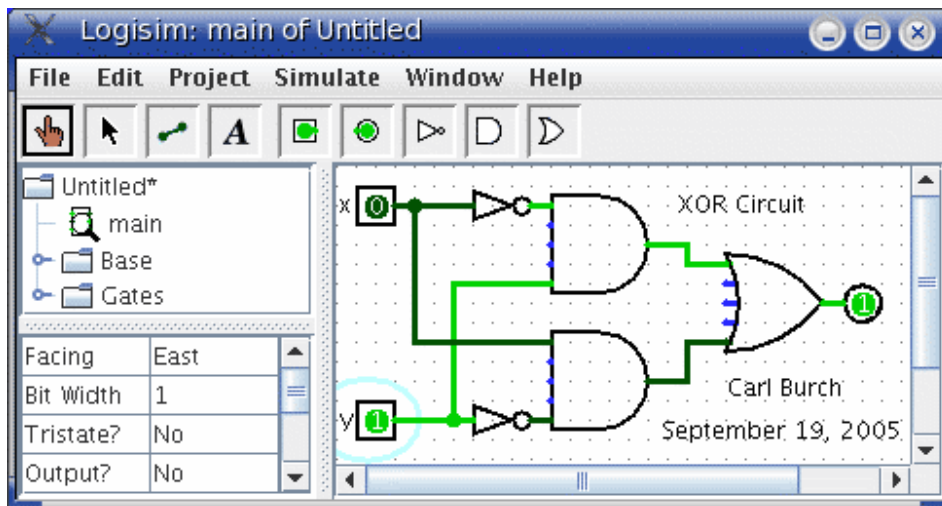 Logisim: main of Untitled
File Edit Project Simulate Window Help
A
Untitled*
main
Base
Gates
Facing East
Bit Width 1
Tristate? No
Output? No
x 0
XOR Circuit
1
y 1
Carl Burch
September 19, 2005